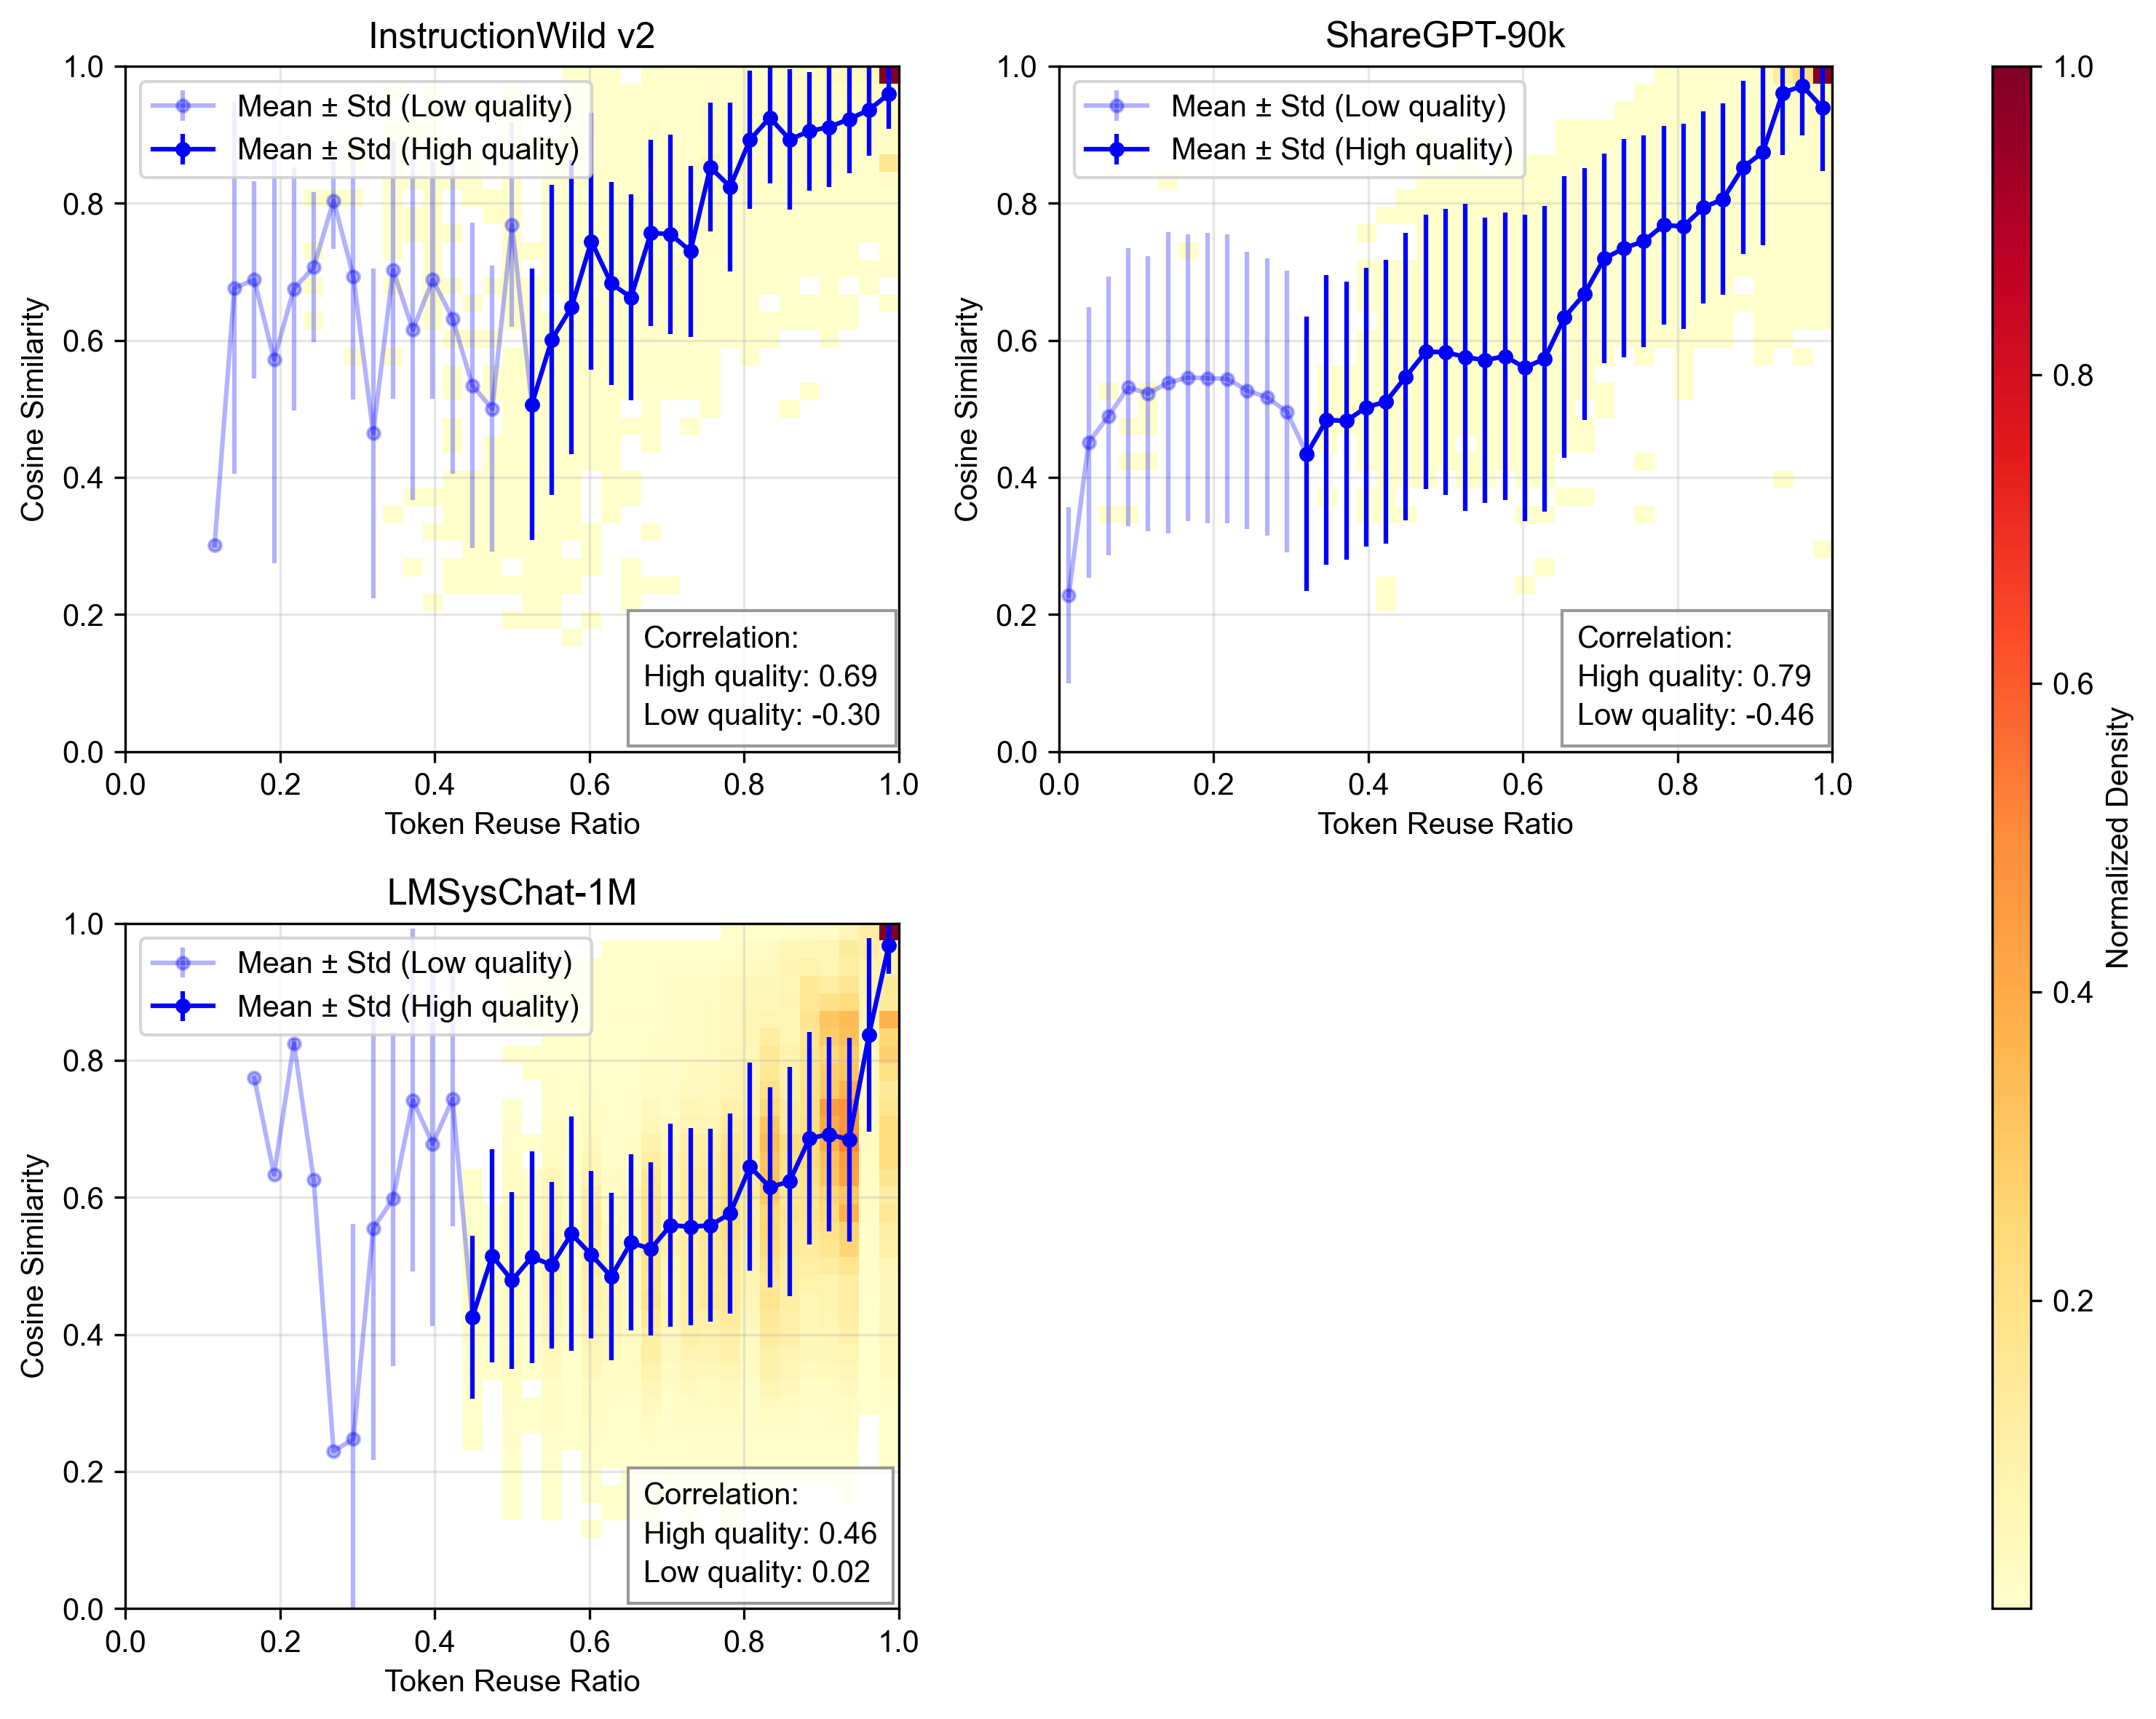 InstructionWild v2
1.0
0.8
0.6
0.4
0.2
0.0
Cosine Similarity
Mean ± Std (Low quality)
Mean ± Std (High quality)
Correlation:
High quality: 0.69
Low quality: -0.30
0.0 0.2 0.4 0.6 0.8 1.0
Token Reuse Ratio
ShareGPT-90k
1.0
0.8
0.6
0.4
0.2
0.0
Cosine Similarity
Mean ± Std (Low quality)
Mean ± Std (High quality)
Correlation:
High quality: 0.79
Low quality: -0.46
0.0 0.2 0.4 0.6 0.8 1.0
Token Reuse Ratio
LMSysChat-1M
1.0
0.8
0.6
0.4
0.2
0.0
Cosine Similarity
Mean ± Std (Low quality)
Mean ± Std (High quality)
Correlation:
High quality: 0.46
Low quality: 0.02
0.0 0.2 0.4 0.6 0.8 1.0
Token Reuse Ratio
1.0
0.8
0.6
0.4
0.2
Normalized Density